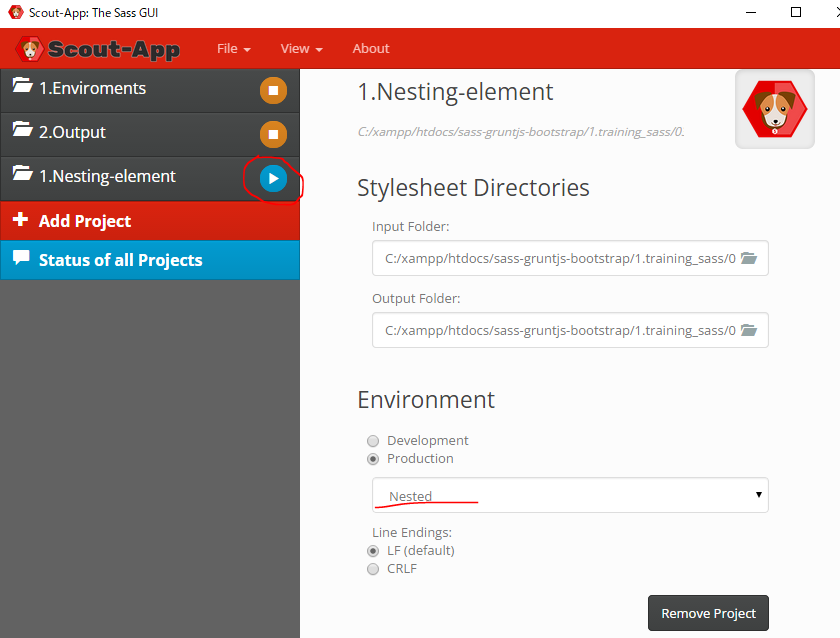 Scout-App: The Sass GUI
Scout-App File View About
1.Enviroments
2.Output
1.Nesting-element
Add Project
Status of all Projects
1.Nesting-element
C:/xampp/htdocs/sass-gruntjs-bootstrap/1.training_sass/0.
Stylesheet Directories
Input Folder:
C:/xampp/htdocs/sass-gruntjs-bootstrap/1.training_sass/0
Output Folder:
C:/xampp/htdocs/sass-gruntjs-bootstrap/1.training_sass/0
Environment
Development
Production
Nested
Line Endings:
LF (default)
CRLF
Remove Project